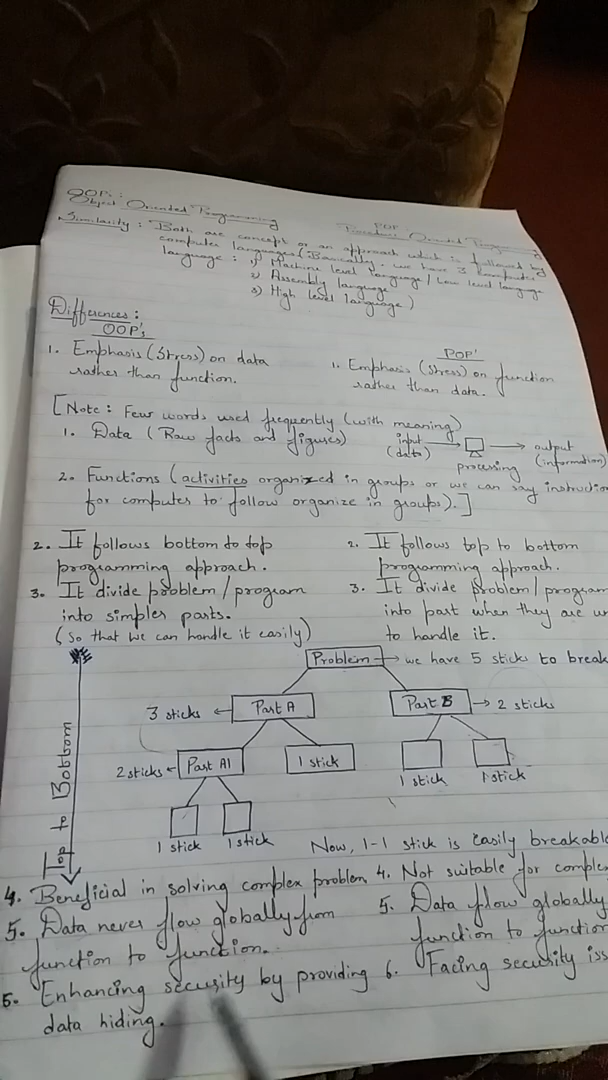 OOPs :
Object Oriented Programming
POP
Procedure Oriented Programming
Similarity : Both are concept or an approach which is followed by
computer languages (Basically, we have 3 computer
language : 1) Machine level language / Low level language
2) Assembly language
3) High level language )
Differences :
OOP's
POP'
1. Emphasis (Stress) on data
rather than function.
1. Emphasis (Stress) on function
rather than data.
[Note : Few words used frequently (with meaning)
1. Data (Raw facts and figures)
input
(data)
processing
output
(information)
2. Functions (activities organized in groups or we can say instruction
for computer to follow organize in groups). ]
2. It follows bottom to top
programming approach.
2. It follows top to bottom
programming approach.
3. It divide problem / program
into simpler parts.
(So that we can handle it easily)
3. It divide problem / program
into part when they are un
to handle it.
Problem → we have 5 sticks to break
3 sticks ← Part A
Part B → 2 sticks
2 sticks ← Part A1
1 stick
1 stick
1 stick
1 stick
1 stick
Top to Bottom
Now, 1-1 stick is easily breakable
4. Beneficial in solving complex problem
4. Not suitable for complex
5. Data never flow globally from
function to function.
5. Data flow globally
function to function
5. Enhancing security by providing
data hiding.
6. Facing security iss